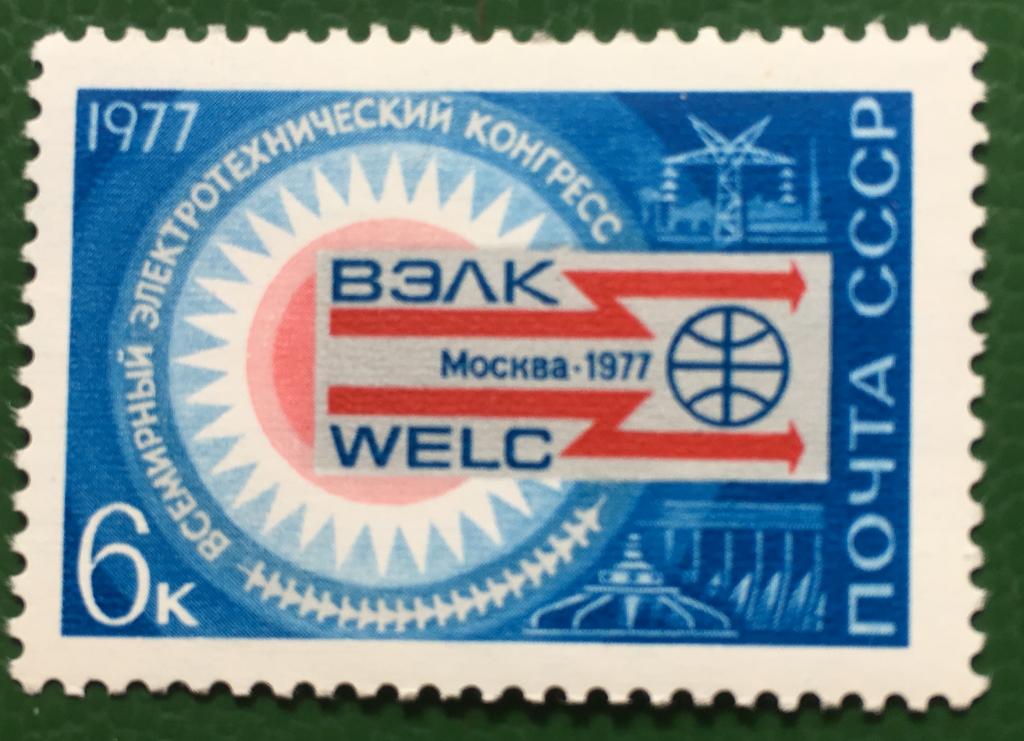 1977
ВСЕМИРНЫЙ ЭЛЕКТРОТЕХНИЧЕСКИЙ КОНГРЕСС
ВЭЛК
Москва·1977
WELC
6к
ПОЧТА СССР